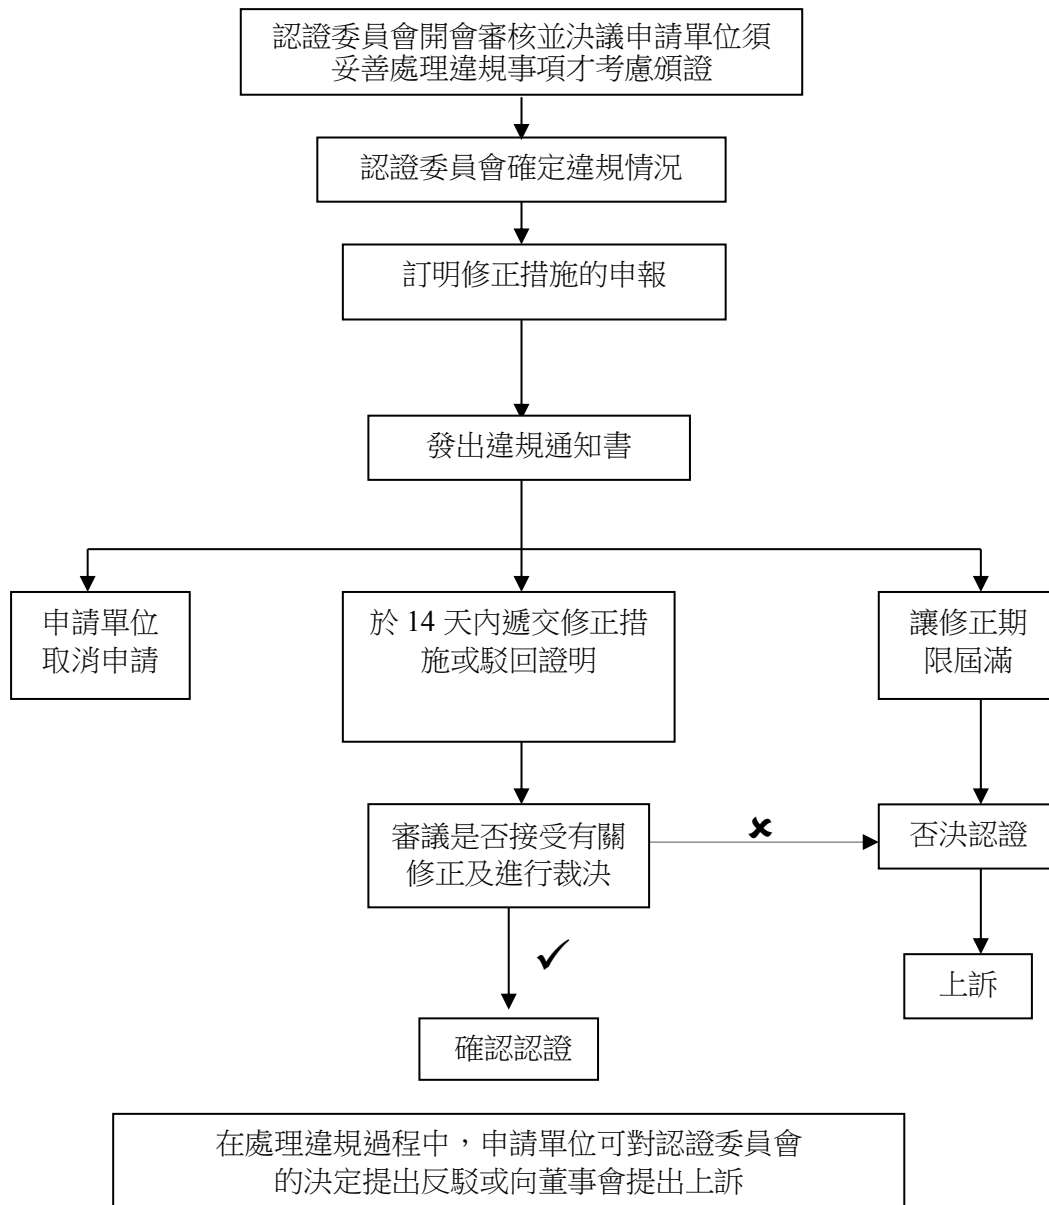 認證委員會開會審核並決議申請單位須
妥善處理違規事項才考慮頒證
認證委員會確定違規情況
訂明修正措施的申報
發出違規通知書
申請單位
取消申請
於 14 天內遞交修正措
施或駁回證明
讓修正期
限屆滿
審議是否接受有關
修正及進行裁決
否決認證
上訴
確認認證
在處理違規過程中，申請單位可對認證委員會
的決定提出反駁或向董事會提出上訴